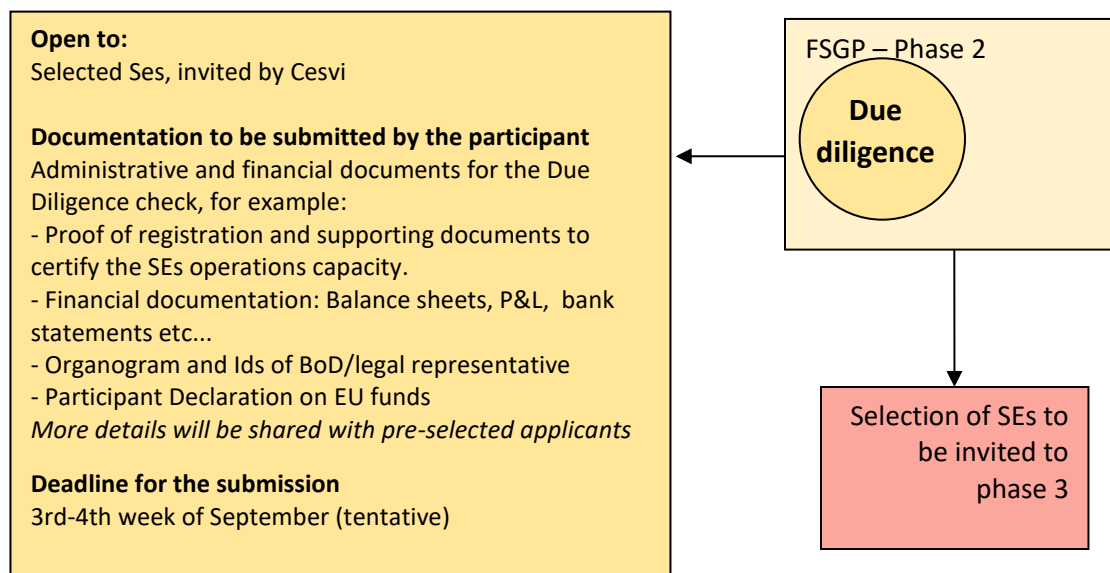 Open to:
Selected Ses, invited by Cesvi
Documentation to be submitted by the participant
Administrative and financial documents for the Due
Diligence check, for example:
- Proof of registration and supporting documents to
certify the SEs operations capacity.
- Financial documentation: Balance sheets, P&L,  bank
statements etc...
- Organogram and Ids of BoD/legal representative
- Participant Declaration on EU funds
More details will be shared with pre-selected applicants
Deadline for the submission
3rd-4th week of September (tentative)
FSGP – Phase 2
Due
diligence
Selection of SEs to
be invited to
phase 3